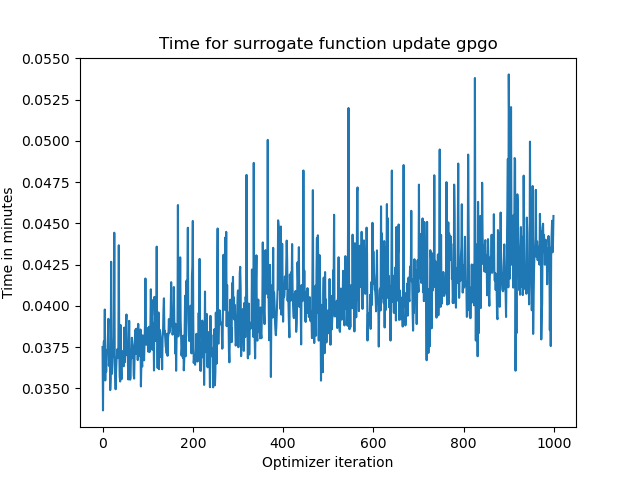 Time for surrogate function update gpgo
0.0550
0.0525
0.0500
0.0475
0.0450
0.0425
0.0400
0.0375
0.0350
Time in minutes
0 200 400 600 800 1000
Optimizer iteration